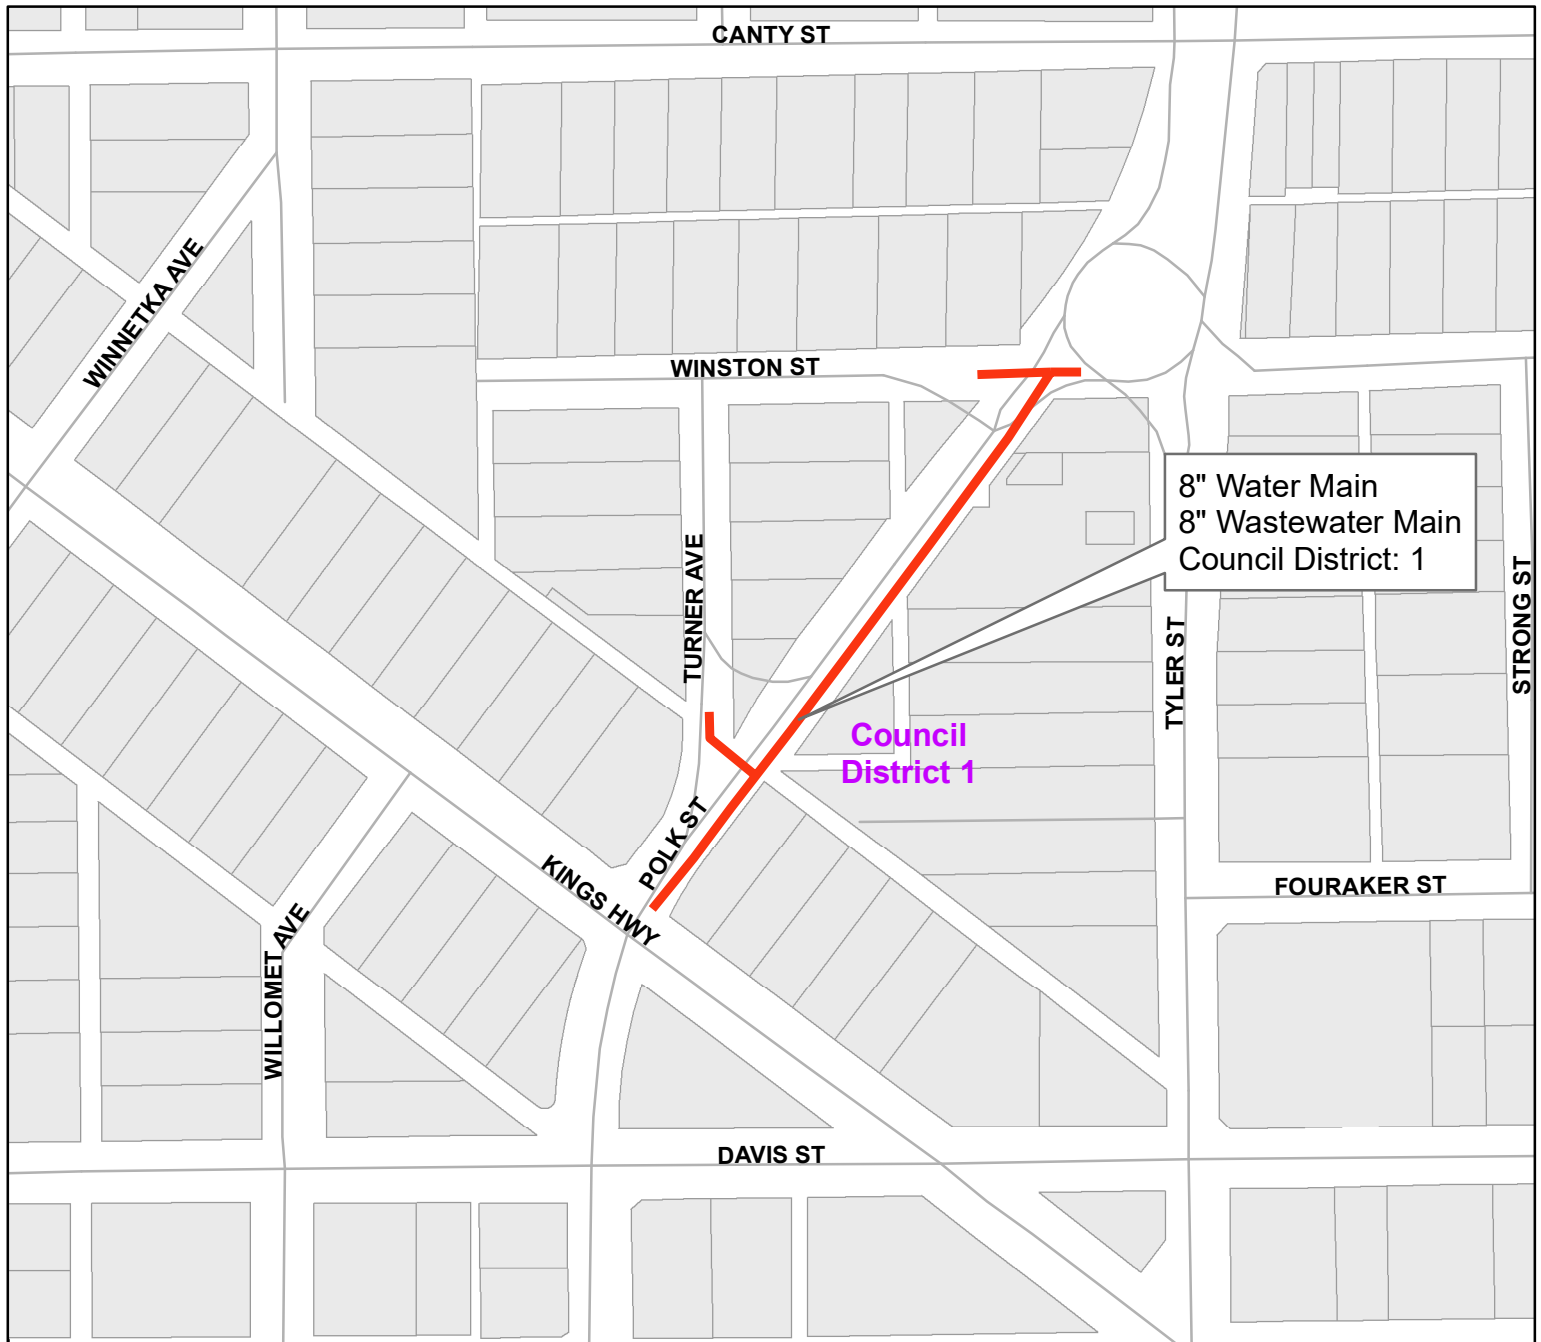 CANTY ST
WINNETKA AVE
WINSTON ST
8" Water Main
8" Wastewater Main
Council District: 1
TURNER AVE
STRONG ST
TYLER ST
Council
District 1
POLK ST
KINGS HWY
FOURAKER ST
WILLOMET AVE
DAVIS ST